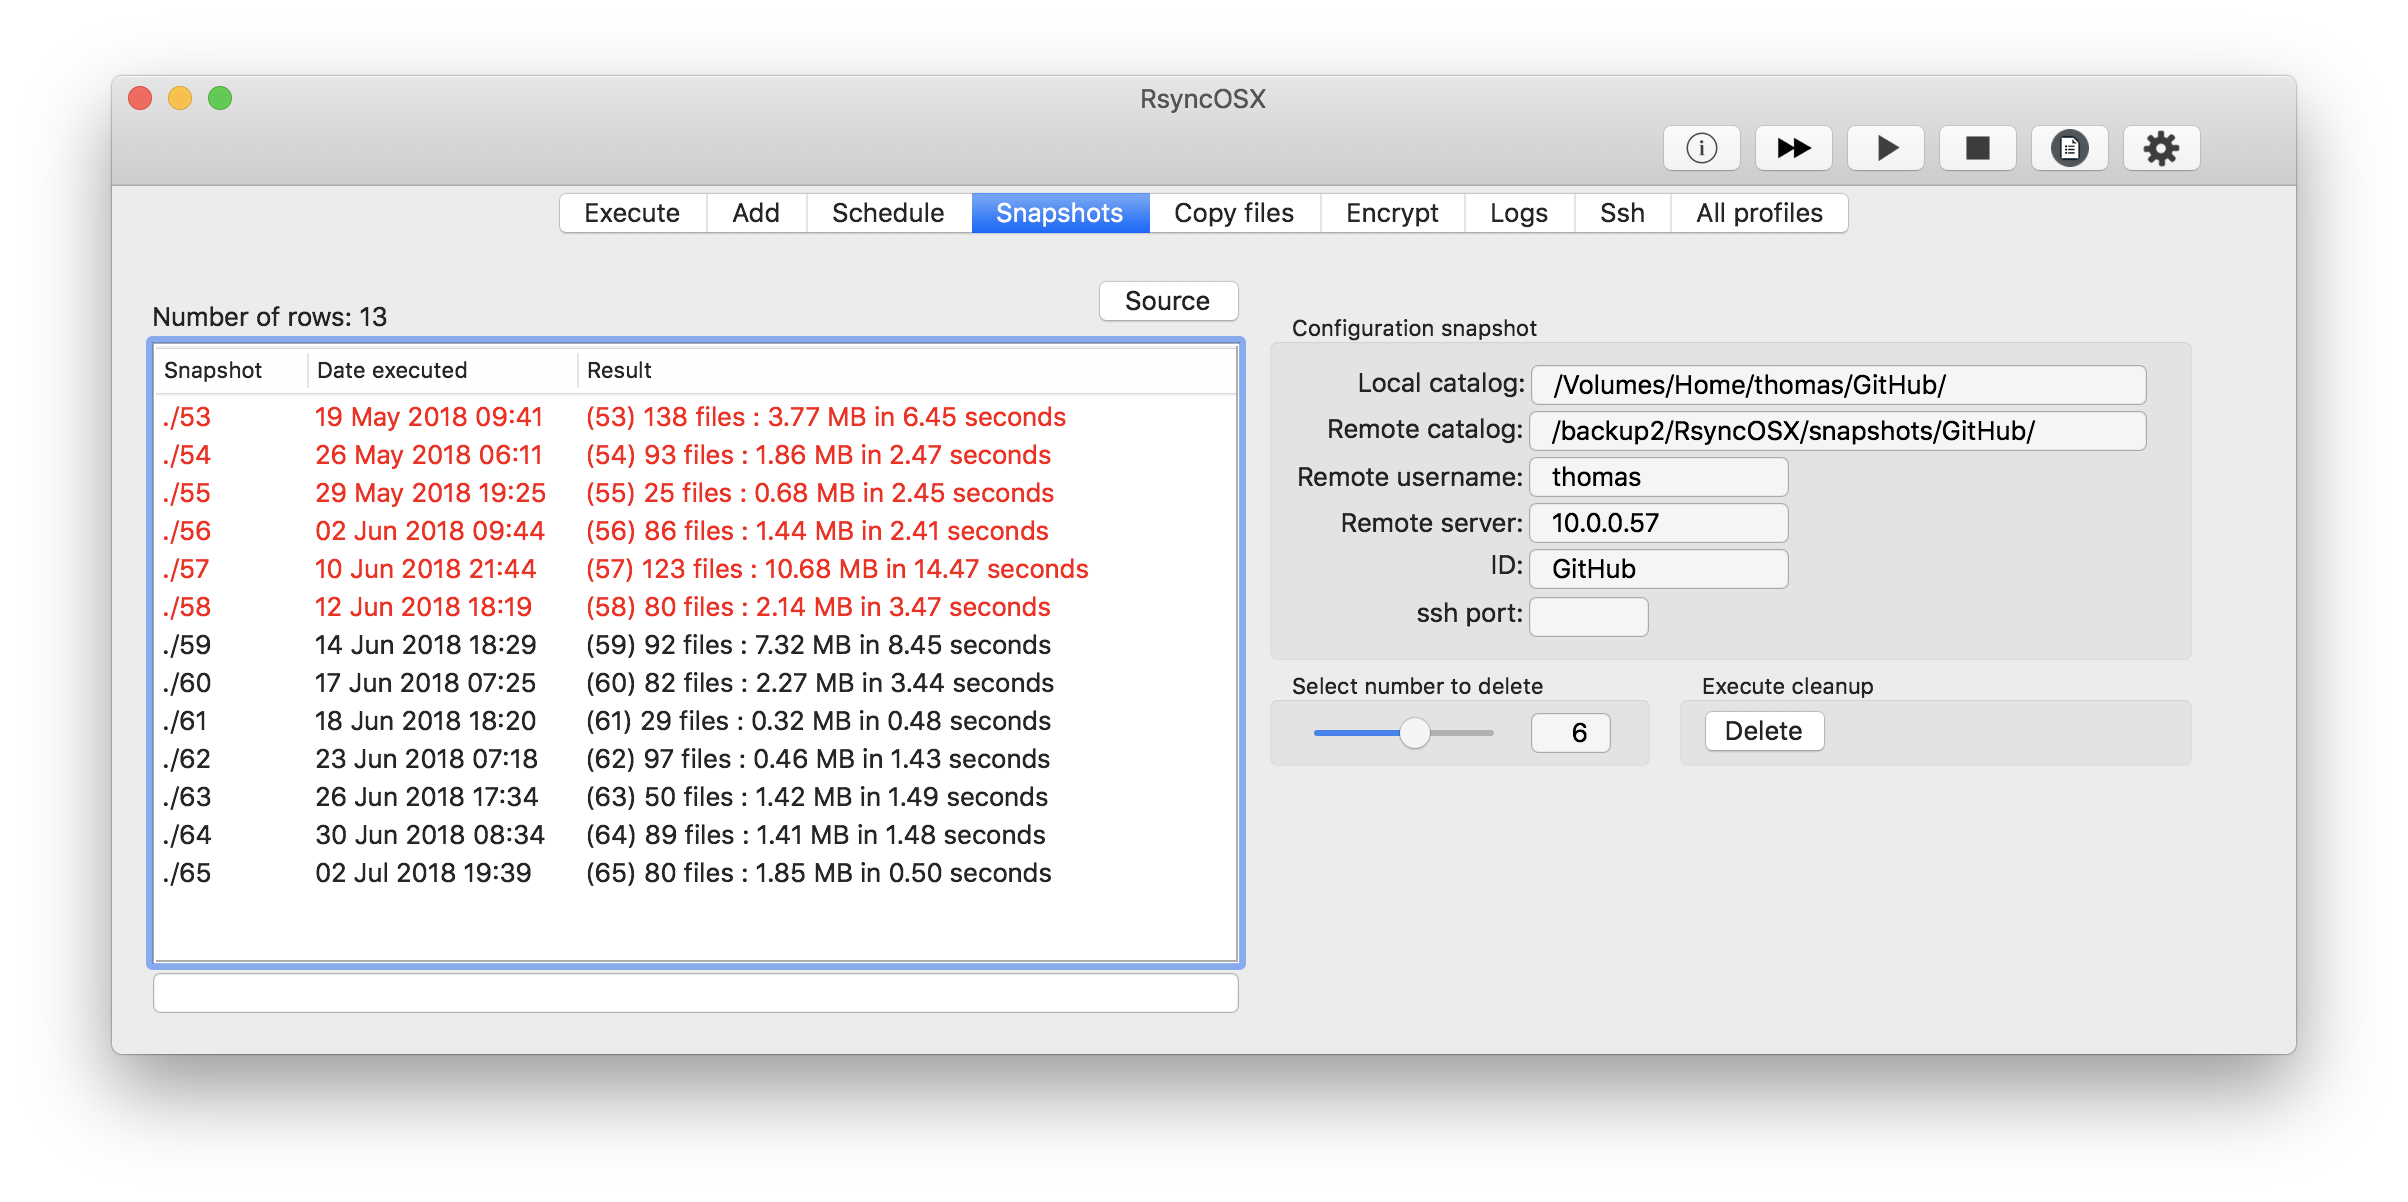 RsyncOSX
Execute Add Schedule Snapshots Copy files Encrypt Logs Ssh All profiles
Source
Number of rows: 13
Snapshot Date executed Result
./53 19 May 2018 09:41 (53) 138 files : 3.77 MB in 6.45 seconds
./54 26 May 2018 06:11 (54) 93 files : 1.86 MB in 2.47 seconds
./55 29 May 2018 19:25 (55) 25 files : 0.68 MB in 2.45 seconds
./56 02 Jun 2018 09:44 (56) 86 files : 1.44 MB in 2.41 seconds
./57 10 Jun 2018 21:44 (57) 123 files : 10.68 MB in 14.47 seconds
./58 12 Jun 2018 18:19 (58) 80 files : 2.14 MB in 3.47 seconds
./59 14 Jun 2018 18:29 (59) 92 files : 7.32 MB in 8.45 seconds
./60 17 Jun 2018 07:25 (60) 82 files : 2.27 MB in 3.44 seconds
./61 18 Jun 2018 18:20 (61) 29 files : 0.32 MB in 0.48 seconds
./62 23 Jun 2018 07:18 (62) 97 files : 0.46 MB in 1.43 seconds
./63 26 Jun 2018 17:34 (63) 50 files : 1.42 MB in 1.49 seconds
./64 30 Jun 2018 08:34 (64) 89 files : 1.41 MB in 1.48 seconds
./65 02 Jul 2018 19:39 (65) 80 files : 1.85 MB in 0.50 seconds
Configuration snapshot
Local catalog: /Volumes/Home/thomas/GitHub/
Remote catalog: /backup2/RsyncOSX/snapshots/GitHub/
Remote username: thomas
Remote server: 10.0.0.57
ID: GitHub
ssh port:
Select number to delete
6
Execute cleanup
Delete